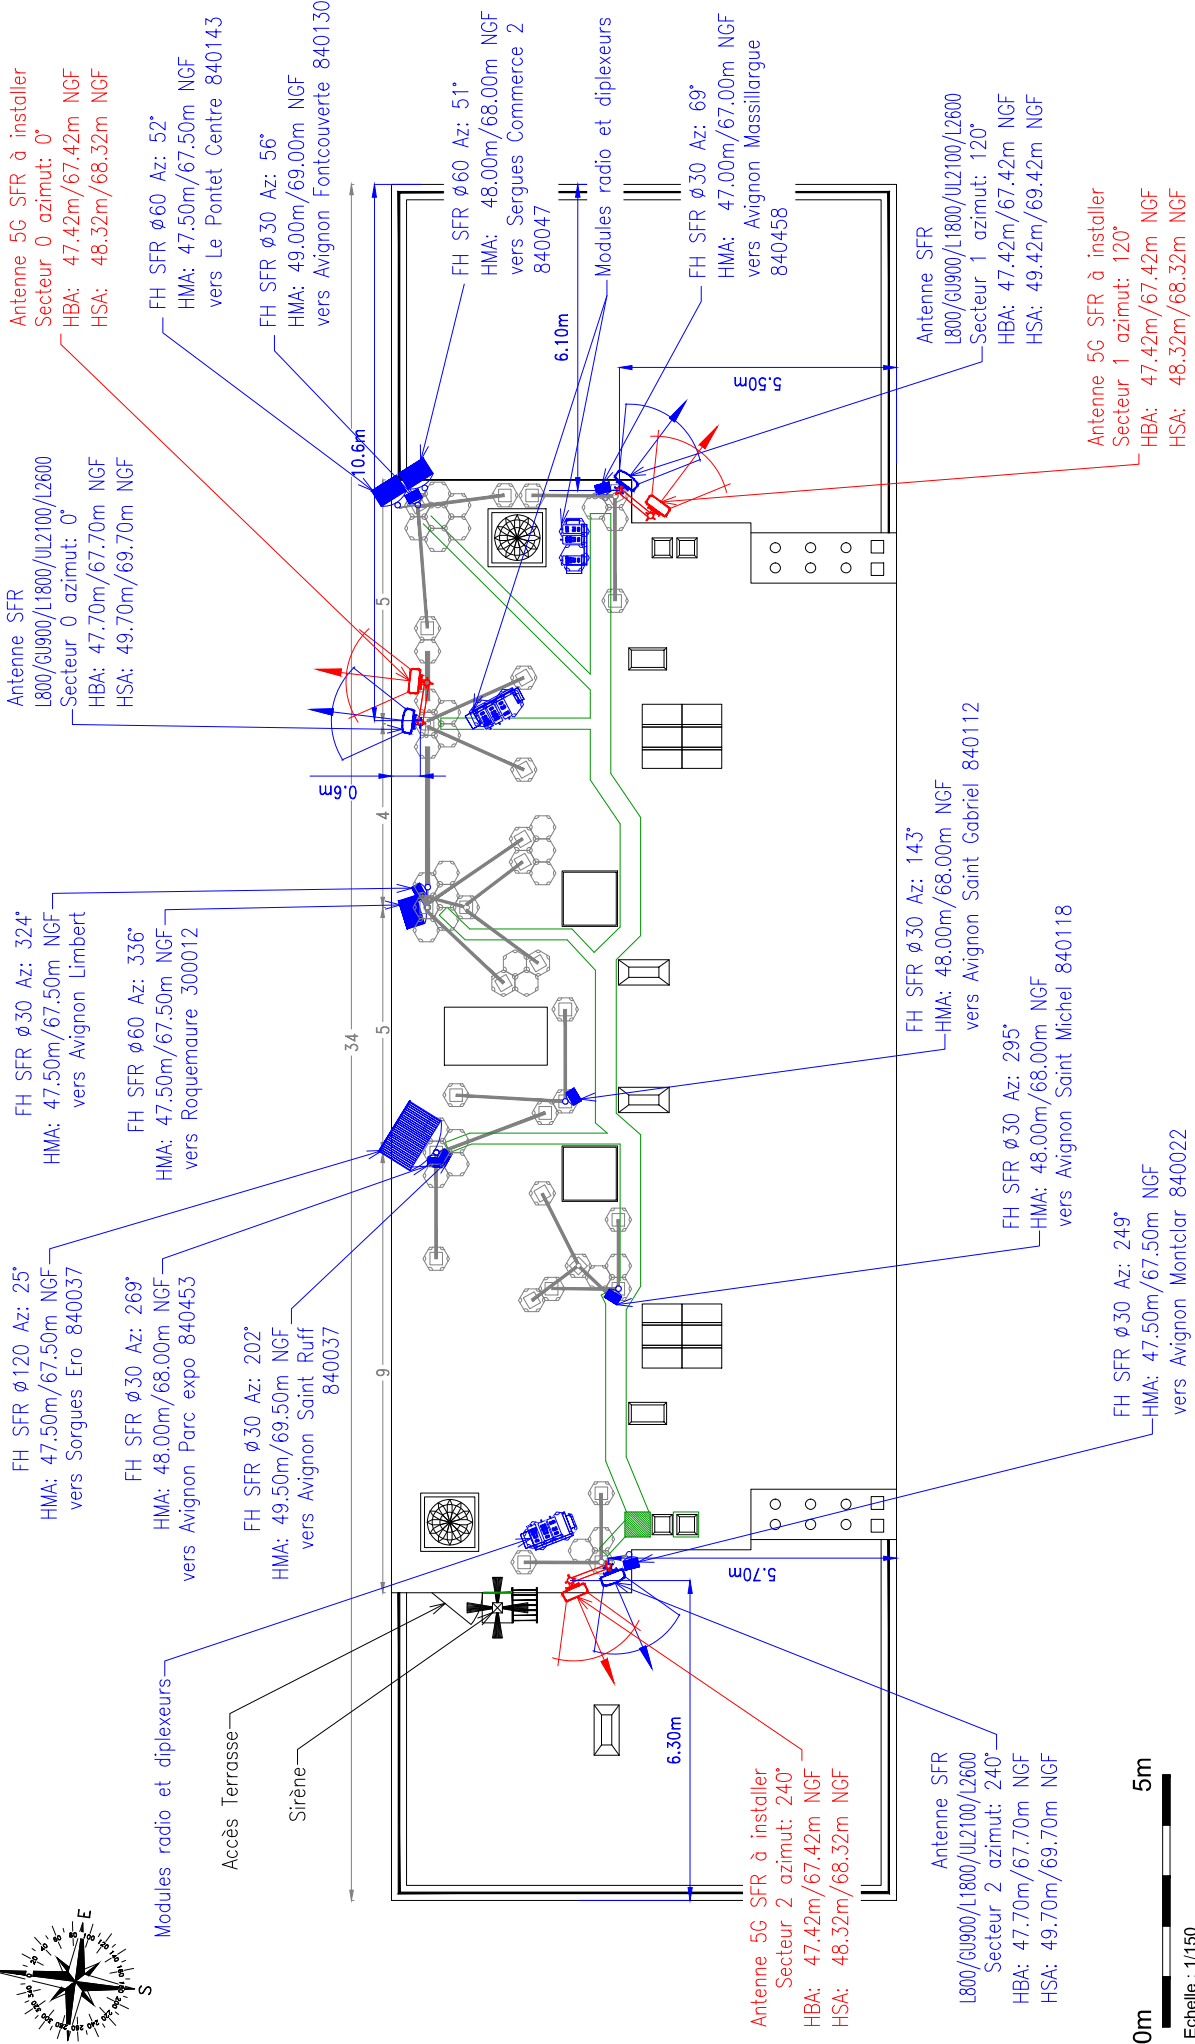 Antenne 5G SFR à installer
Secteur 0 azimut: 0°
HBA: 47.42m/67.42m NGF
HSA: 48.32m/68.32m NGF
FH SFR ø60 Az: 52°
HMA: 47.50m/67.50m NGF
vers Le Pontet Centre 840143
FH SFR ø30 Az: 56°
HMA: 49.00m/69.00m NGF
vers Avignon Fontcouverte 840130
FH SFR ø60 Az: 51°
HMA: 48.00m/68.00m NGF
vers Sergues Commerce 2
840047
Modules radio et diplexeurs
FH SFR ø30 Az: 69°
HMA: 47.00m/67.00m NGF
vers Avignon Massillargue
840458
Antenne SFR
L800/GU900/L1800/UL2100/L2600
Secteur 1 azimut: 120°
HBA: 47.42m/67.42m NGF
HSA: 49.42m/69.42m NGF
Antenne 5G SFR à installer
Secteur 1 azimut: 120°
HBA: 47.42m/67.42m NGF
HSA: 48.32m/68.32m NGF
Antenne SFR
L800/GU900/L1800/UL2100/L2600
Secteur 0 azimut: 0°
HBA: 47.70m/67.70m NGF
HSA: 49.70m/69.70m NGF
10.6m
6.10m
5.50m
0.6m
34
5
4
5
9
FH SFR ø30 Az: 324°
HMA: 47.50m/67.50m NGF
vers Avignon Limbert
FH SFR ø60 Az: 336°
HMA: 47.50m/67.50m NGF
vers Roquemaure 300012
FH SFR ø30 Az: 143°
HMA: 48.00m/68.00m NGF
vers Avignon Saint Gabriel 840112
FH SFR ø30 Az: 295°
HMA: 48.00m/68.00m NGF
vers Avignon Saint Michel 840118
FH SFR ø30 Az: 249°
HMA: 47.50m/67.50m NGF
vers Avignon Montclar 840022
FH SFR ø120 Az: 25°
HMA: 47.50m/67.50m NGF
vers Sorgues Ero 840037
FH SFR ø30 Az: 269°
HMA: 48.00m/68.00m NGF
vers Avignon Parc expo 840453
FH SFR ø30 Az: 202°
HMA: 49.50m/69.50m NGF
vers Avignon Saint Ruff
840037
Modules radio et diplexeurs
Accès Terrasse
Sirène
5.70m
6.30m
Antenne 5G SFR à installer
Secteur 2 azimut: 240°
HBA: 47.42m/67.42m NGF
HSA: 48.32m/68.32m NGF
Antenne SFR
L800/GU900/L1800/UL2100/L2600
Secteur 2 azimut: 240°
HBA: 47.70m/67.70m NGF
HSA: 49.70m/69.70m NGF
E
S
0m
5m
Echelle : 1/150